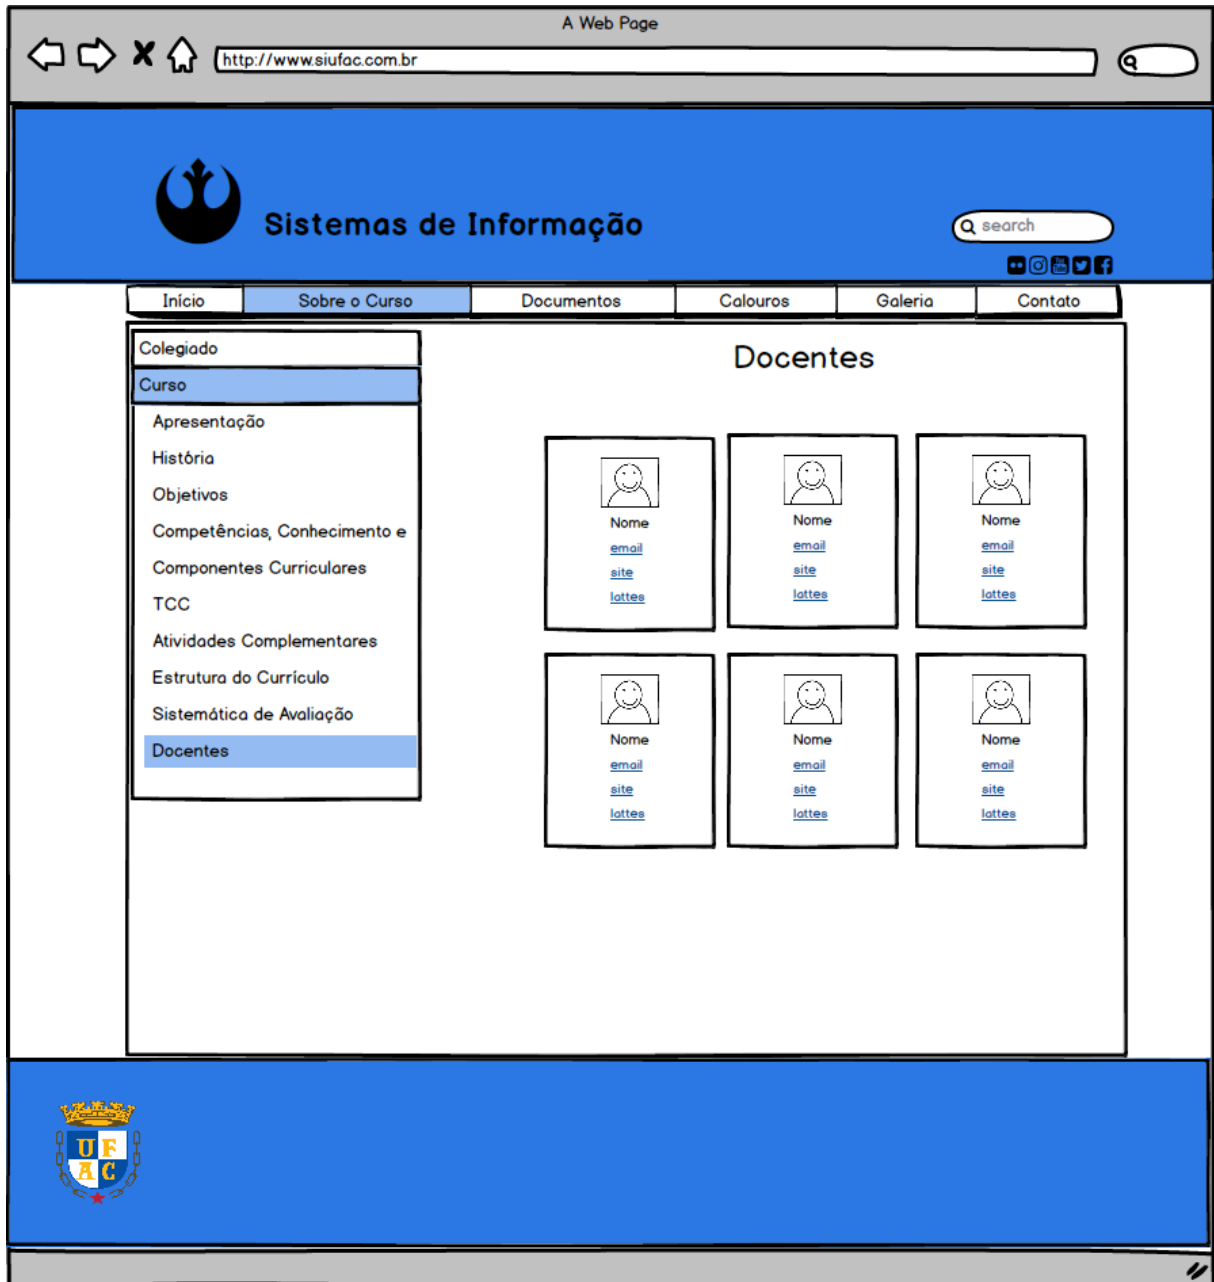 A Web Page
http://www.siufac.com.br
Sistemas de Informação
search
Início Sobre o Curso Documentos Calouros Galeria Contato
Colegiado
Curso
Apresentação
História
Objetivos
Competências, Conhecimento e
Componentes Curriculares
TCC
Atividades Complementares
Estrutura do Currículo
Sistemática de Avaliação
Docentes
Docentes
Nome
email
site
lattes
Nome
email
site
lattes
Nome
email
site
lattes
Nome
email
site
lattes
Nome
email
site
lattes
Nome
email
site
lattes
U F
A C